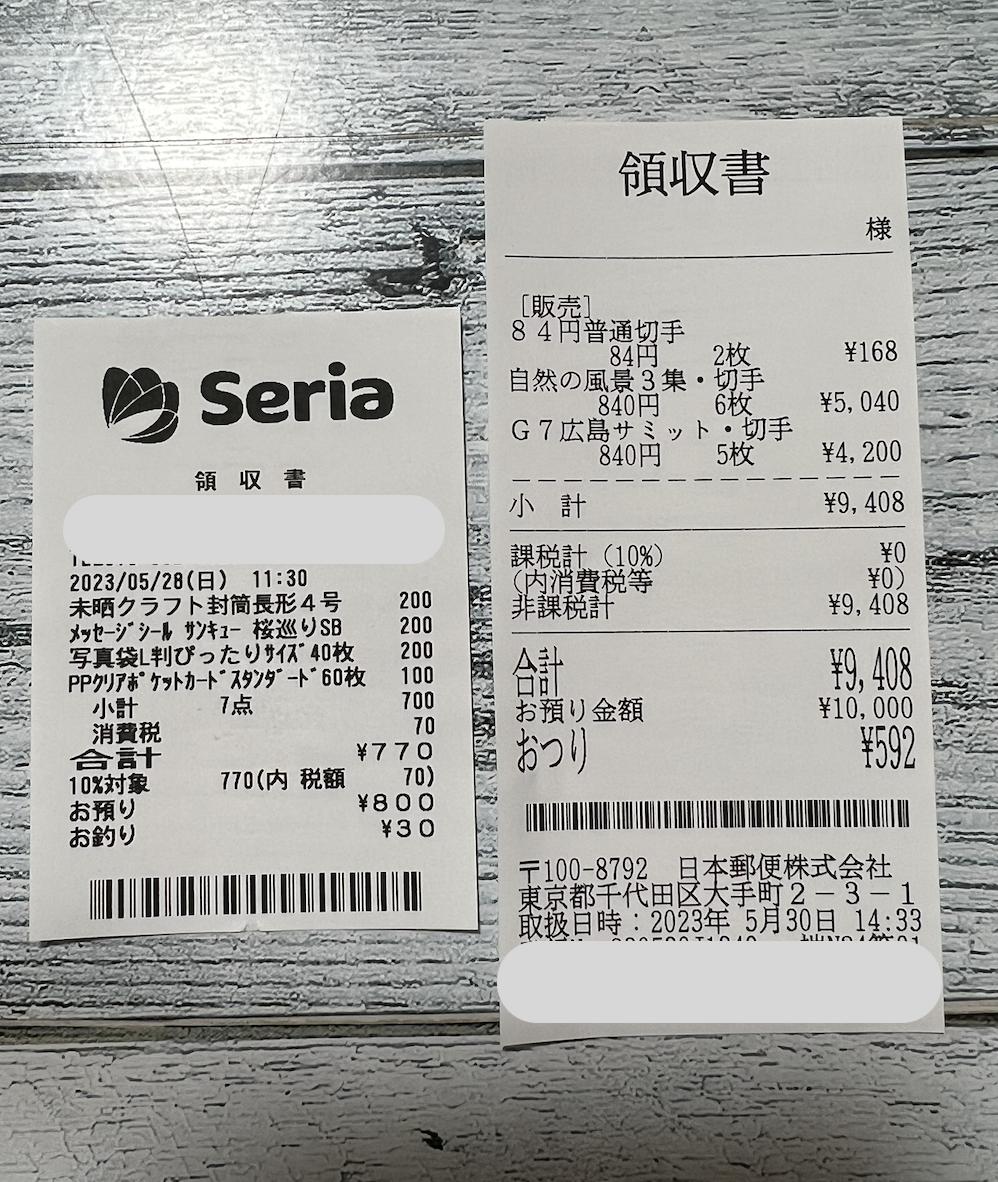 Seria
領 収 書
2023/05/28(日) 11:30
未晒クラフト封筒長形4号 200
ﾒｯｾｰｼﾞｼｰﾙ ｻﾝｷｭｰ 桜巡りSB 200
写真袋L判ぴったりｻｲｽﾞ40枚 200
PPｸﾘｱﾎﾟｹｯﾄｶｰﾄﾞｽﾀﾝﾀﾞｰﾄﾞ60枚 100
小計 7点 700
消費税 70
合計 ¥770
10%対象 770(内 税額 70)
お預り ¥800
お釣り ¥30
領収書
様
[販売]
８４円普通切手
84円 2枚 ¥168
自然の風景３集・切手
840円 6枚 ¥5,040
Ｇ７広島サミット・切手
840円 5枚 ¥4,200
小 計 ¥9,408
課税計（10%） ¥0
（内消費税等 ¥0）
非課税計 ¥9,408
合計 ¥9,408
お預り金額 ¥10,000
おつり ¥592
〒100-8792 日本郵便株式会社
東京都千代田区大手町２－３－１
取扱日時：2023年 5月30日 14:33